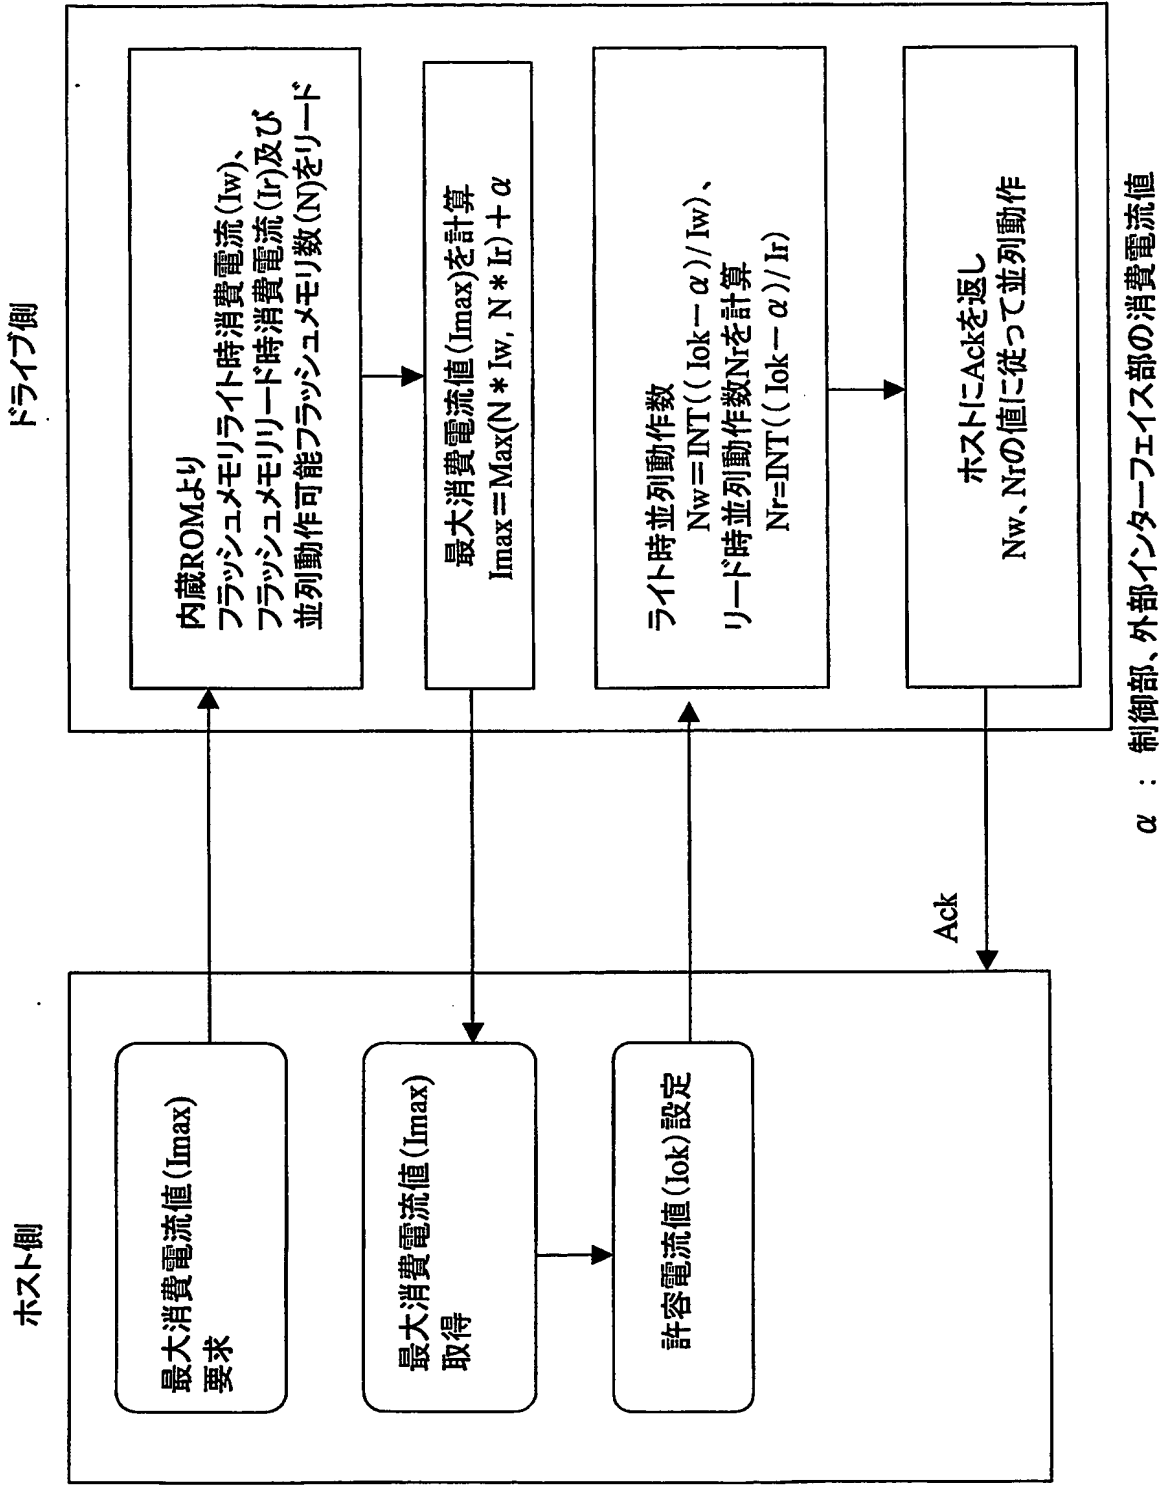 ホスト側
最大消費電流値(Imax)
要求
最大消費電流値(Imax)
取得
許容電流値(Iok)設定
Ack
ドライブ側
内蔵ROMより
フラッシュメモリライト時消費電流(Iw)、
フラッシュメモリリード時消費電流(Ir)及び
並列動作可能フラッシュメモリ数(N)をリード
最大消費電流値(Imax)を計算
Imax＝Max(N＊Iw, N＊Ir)＋α
ライト時並列動作数
Nw＝INT((Iok－α)/Iw)、
リード時並列動作数Nrを計算
Nr=INT((Iok－α)/Ir)
ホストにAckを返し
Nw、Nrの値に従って並列動作
α : 制御部、外部インターフェイス部の消費電流値